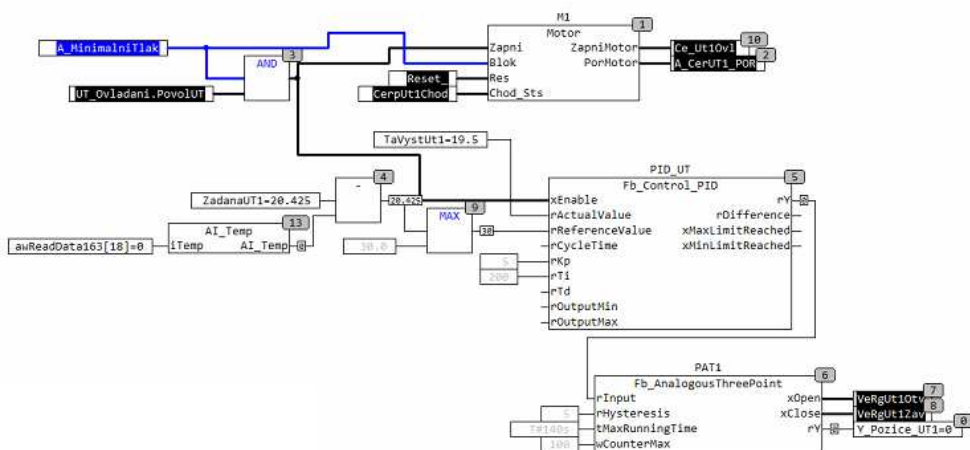 M1
1
Motor
A_MinimalniTlak
3
AND
Zapni
ZapniMotor
10
Ce_Ut1Ovl
Blok
PorMotor
2
A_CerUT1_POR
UT_Ovladani.PovolUT
Reset_
Res
CerpUt1Chod
Chod_Sts
TaVystUt1=19.5
PID_UT
5
Fb_Control_PID
4
-
ZadanaUT1=20.425
20.425
xEnable
rY
0
9
MAX
rActualValue
rDifference
13
AI_Temp
30
rReferenceValue
xMaxLimitReached
awReadData163[18]=0
iTemp
AI_Temp
0
30.0
rCycleTime
xMinLimitReached
5
rKp
200
rTi
rTd
rOutputMin
rOutputMax
PAT1
6
Fb_AnalogousThreePoint
7
rInput
xOpen
VeRgUt1Otv
8
5
rHysteresis
xClose
VeRgUt1Zav
0
T#140s
tMaxRunningTime
rY
0
Y_Pozice_UT1=0
100
wCounterMax